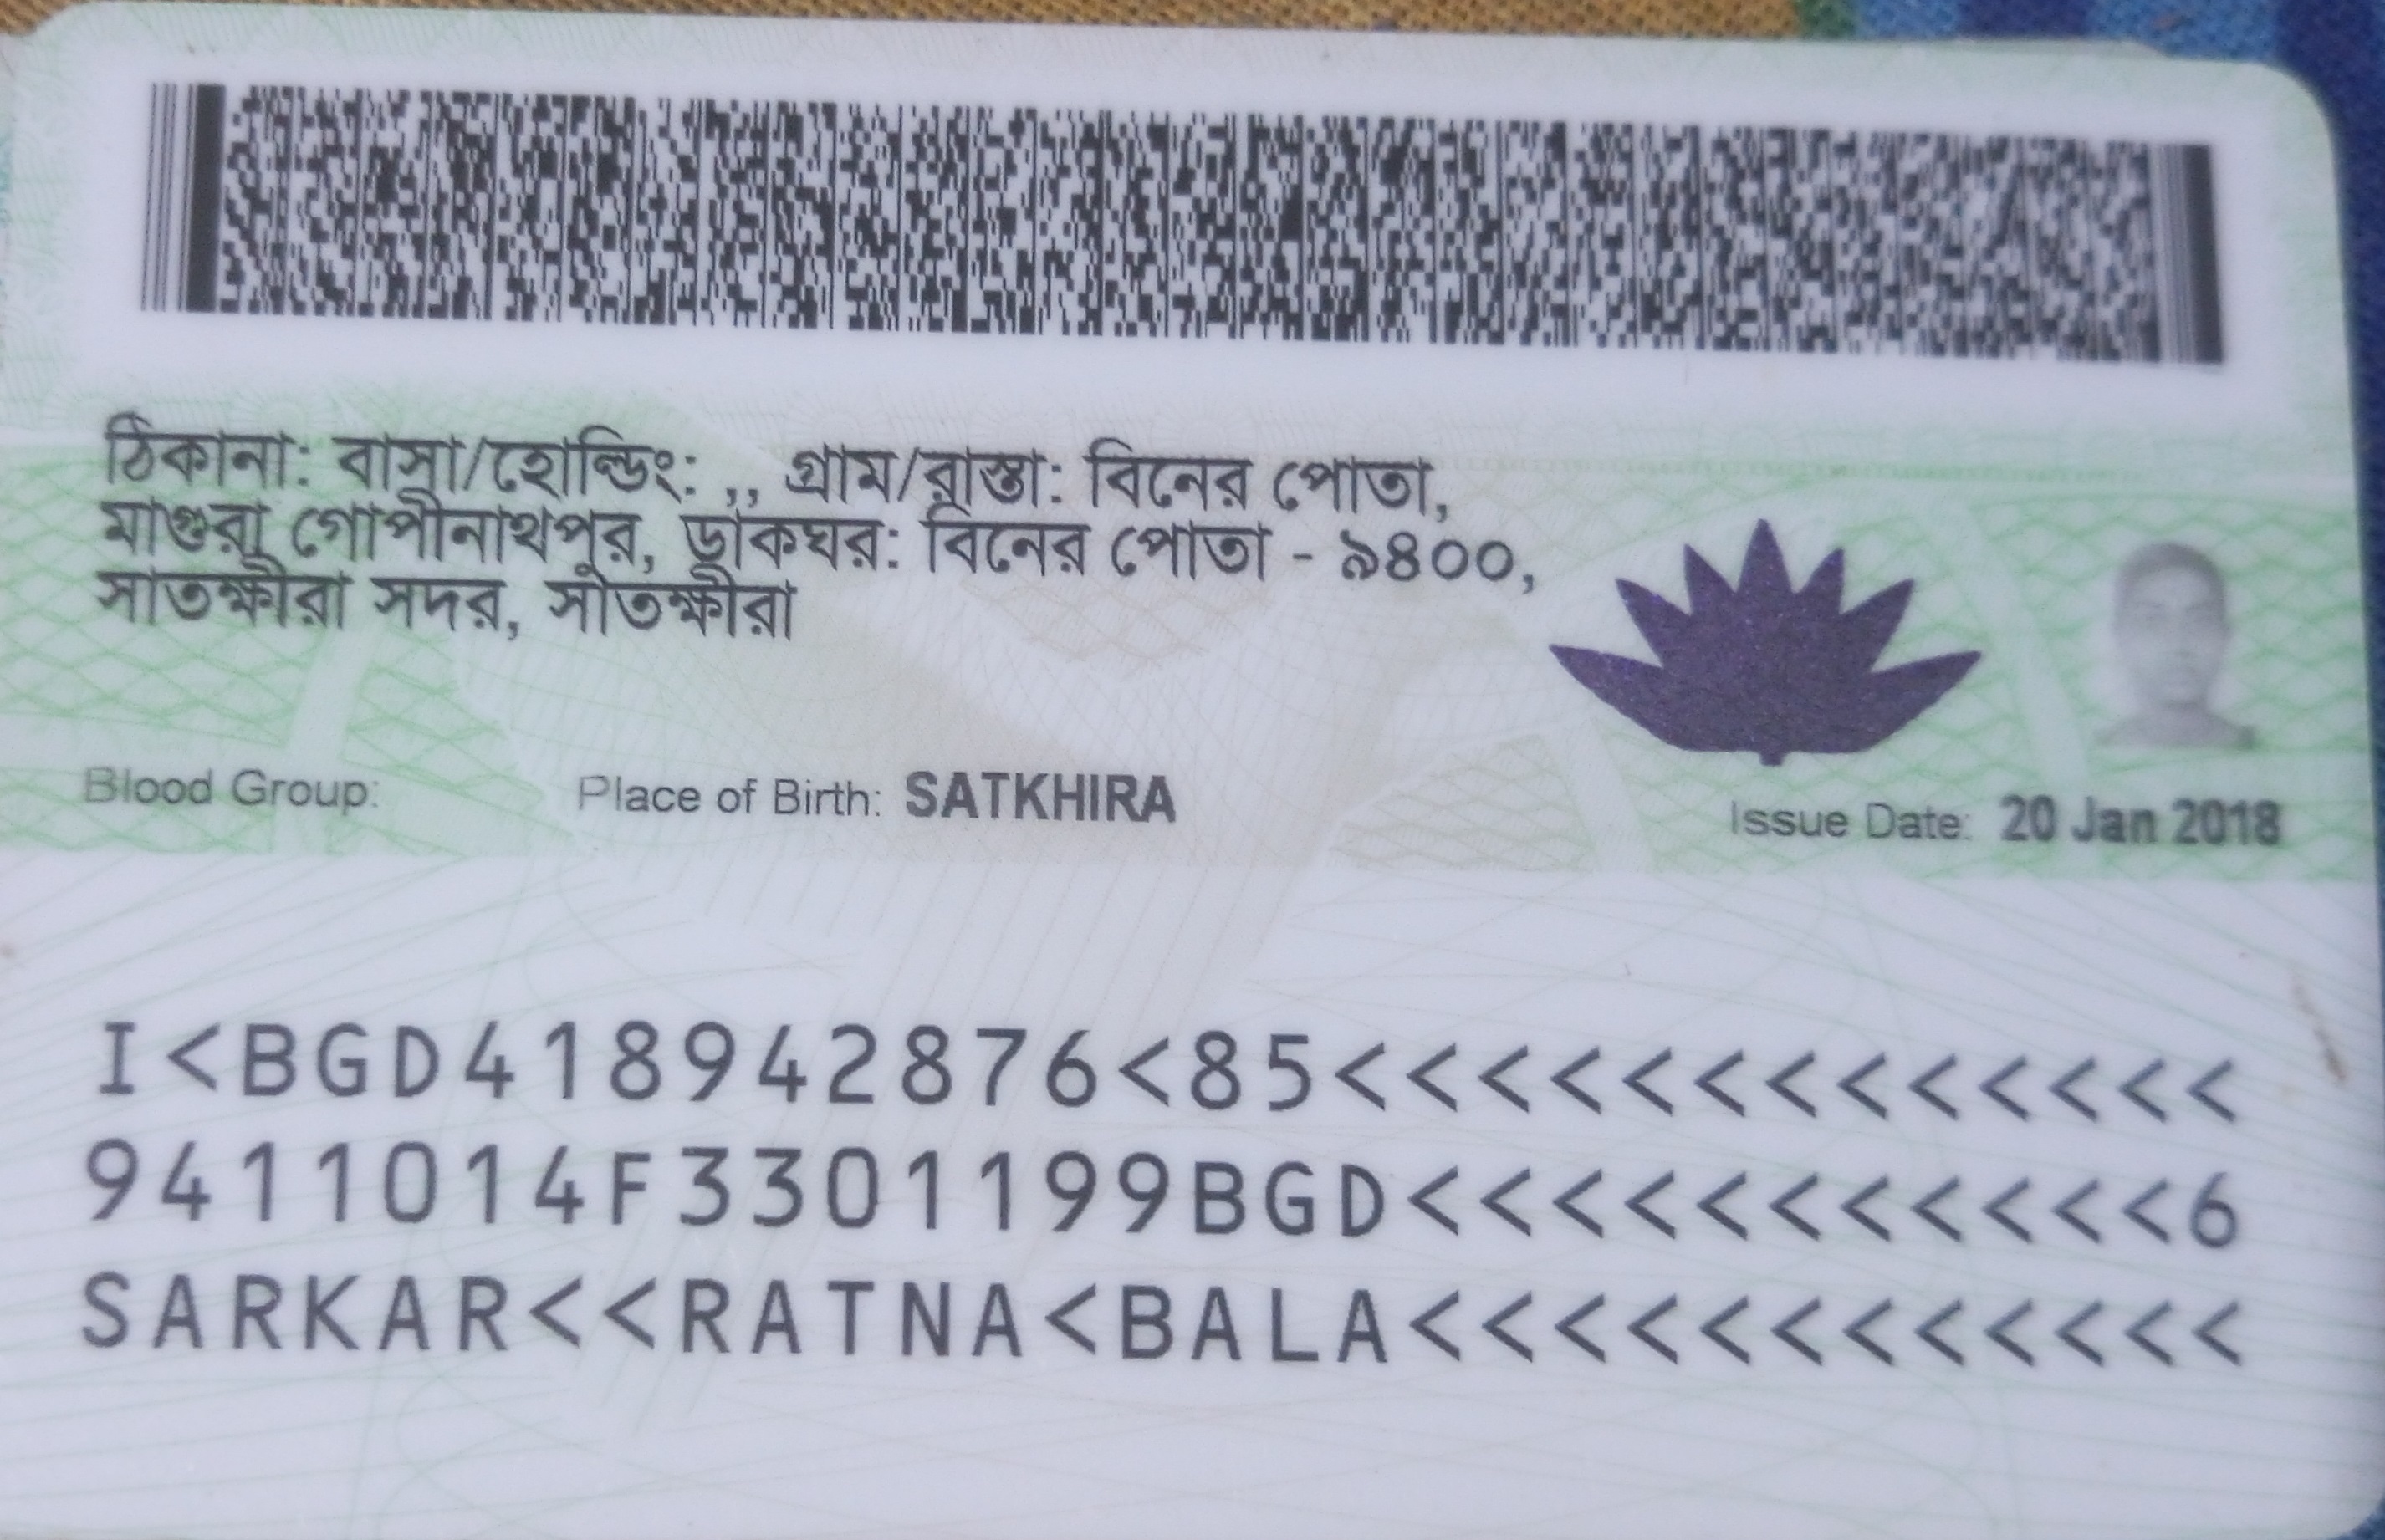 ঠিকানা: বাসা/হোল্ডিং: ,, গ্রাম/রাস্তা: বিনের পোতা,
মাগুরা গোপীনাথপুর, ডাকঘর: বিনের পোতা - ৯৪০০,
সাতক্ষীরা সদর, সাতক্ষীরা
Blood Group: Place of Birth: SATKHIRA Issue Date: 20 Jan 2018
I<BGD418942876<85<<<<<<<<<<<<<
9411014F3301199BGD<<<<<<<<<<<6
SARKAR<<RATNA<BALA<<<<<<<<<<<<